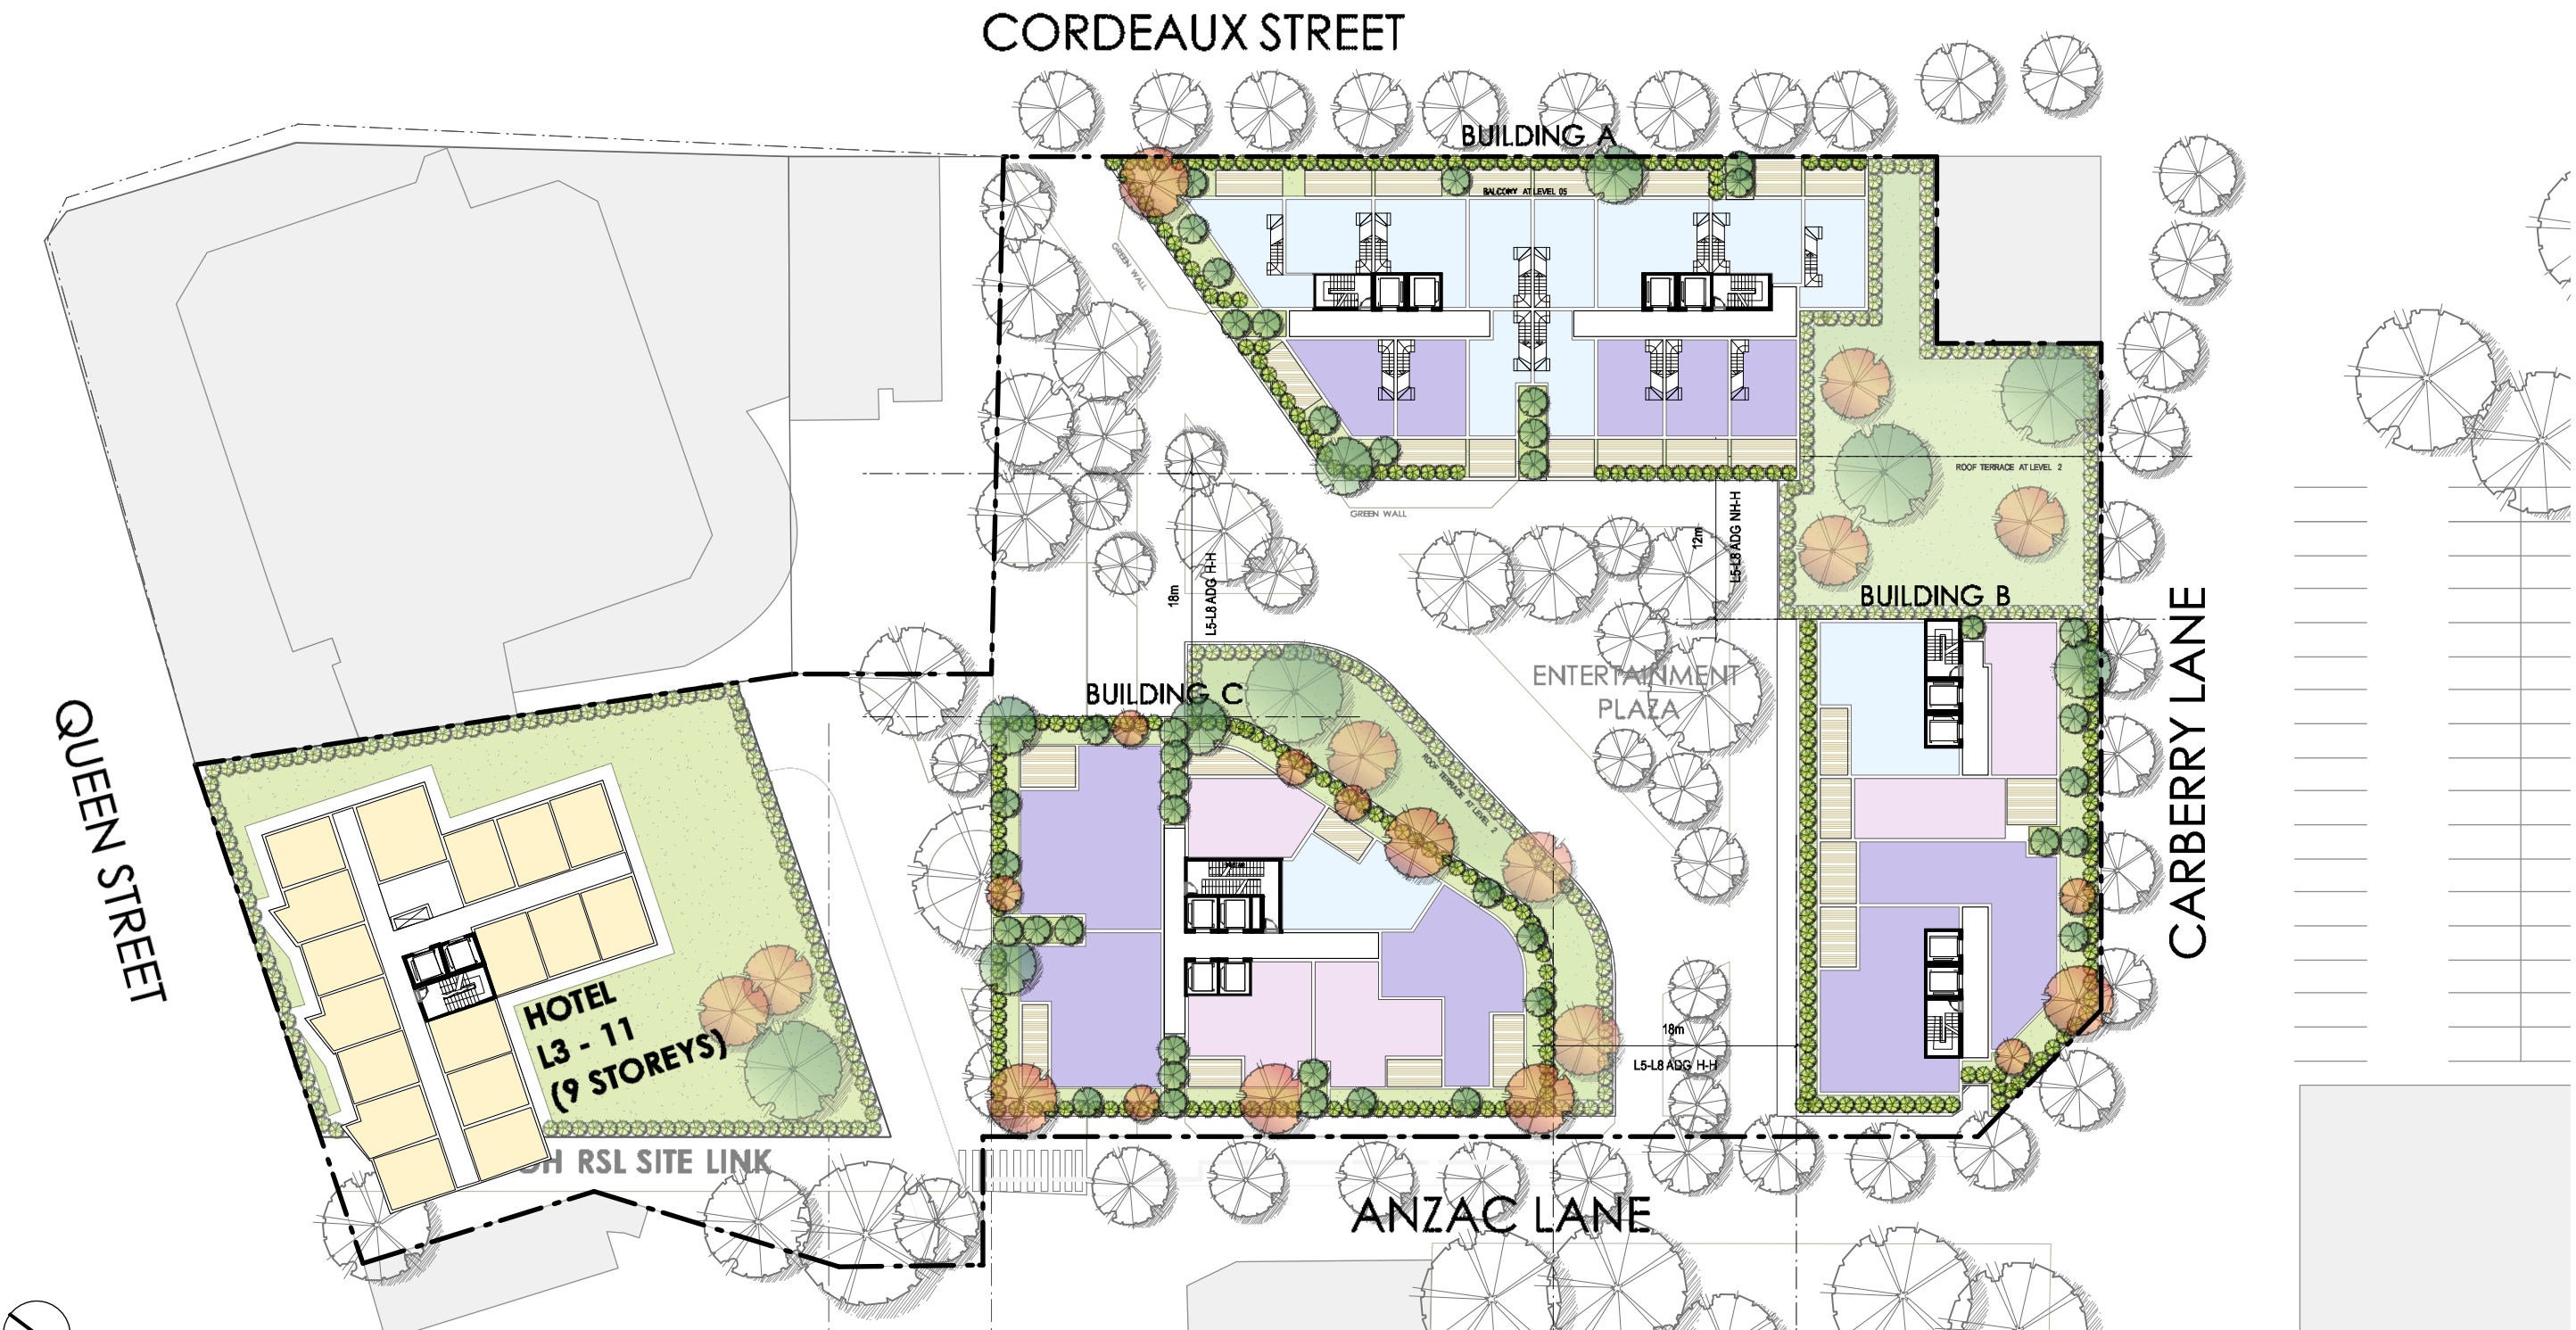 CORDEAUX STREET
BUILDING A
BALCONY AT LEVEL 05
GREEN WALL
ROOF TERRACE AT LEVEL 2
GREEN WALL
12m
L5-L8 ADG NH-H
18m
L5-L8 ADG H-H
BUILDING B
CARBERRY LANE
ENTERTAINMENT
PLAZA
BUILDING C
QUEEN STREET
ROOF TERRACE AT LEVEL 2
HOTEL
L3 - 11
(9 STOREYS)
18m
L5-L8 ADG H-H
RSL SITE LINK
ANZAC LANE